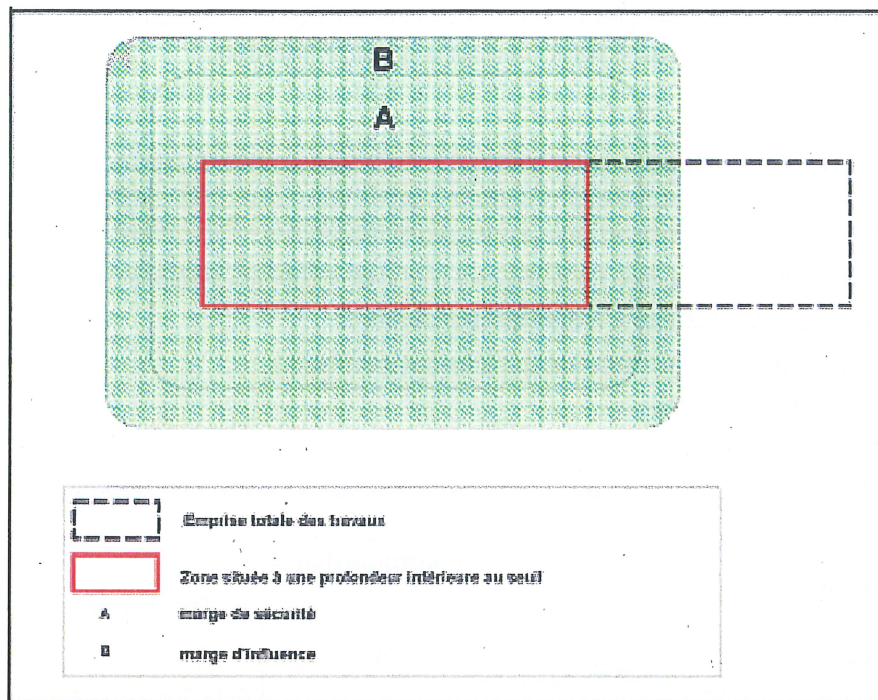 B
A
Emprise totale des travaux
Zone située à une profondeur inférieure au seuil
A marge de sécurité
B marge d'influence